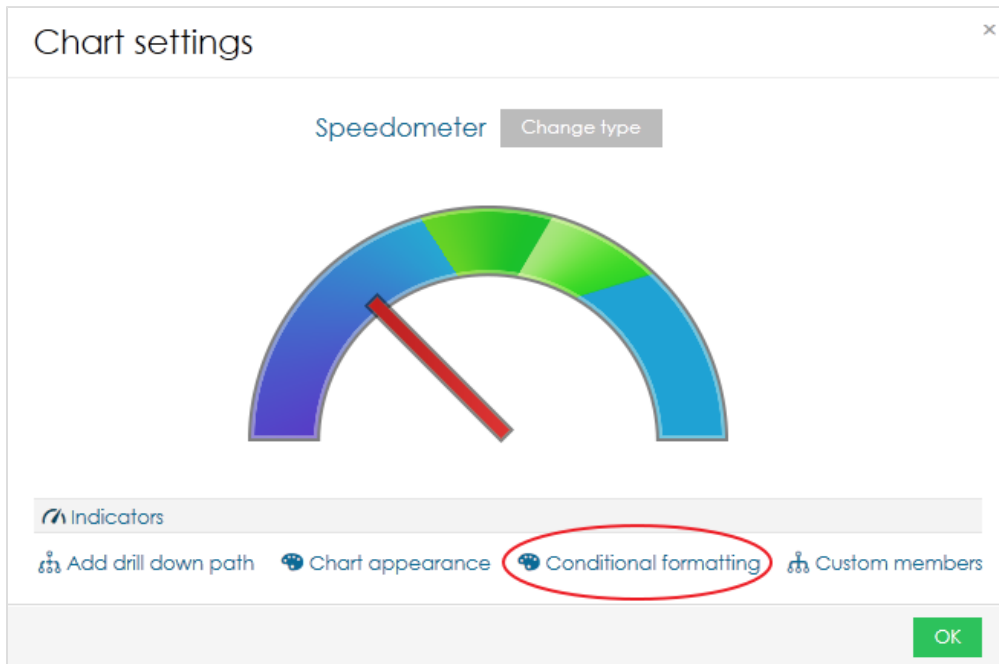 Chart settings
×
Speedometer Change type
Indicators
Add drill down path Chart appearance Conditional formatting Custom members
OK